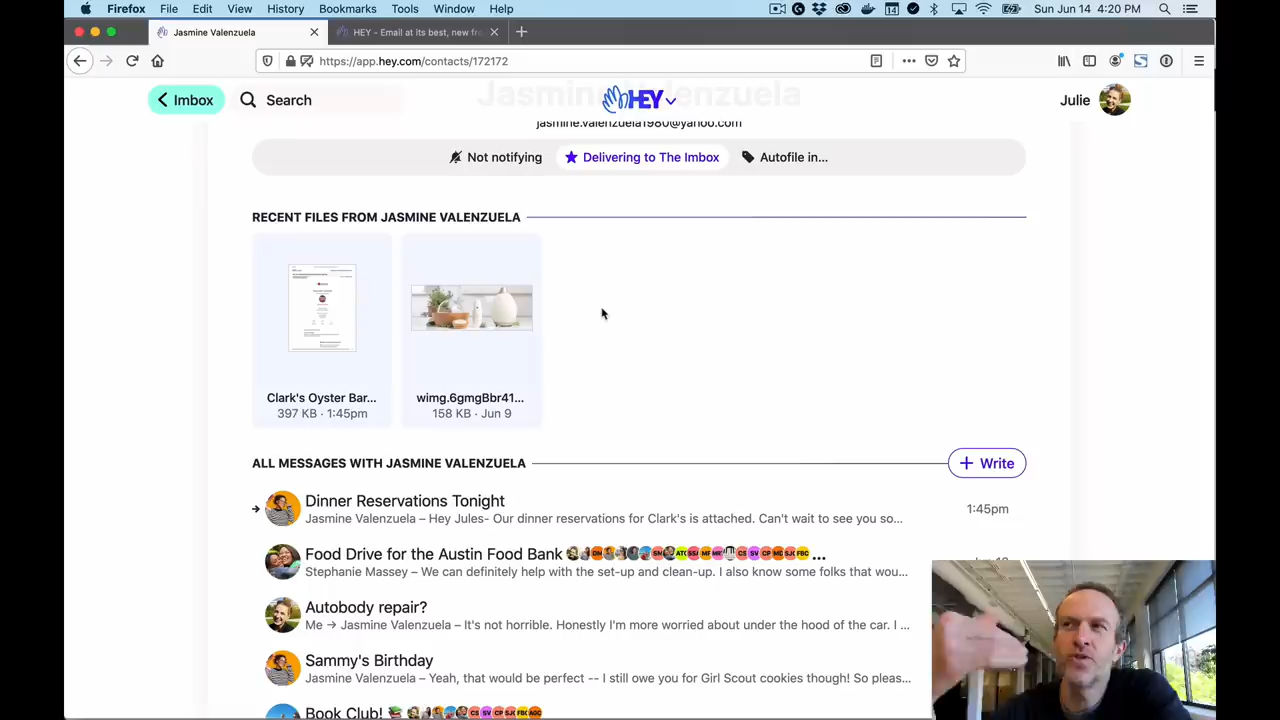 Firefox File Edit View History Bookmarks Tools Window Help 14 Sun Jun 14 4:20 PM
Jasmine Valenzuela HEY - Email at its best, new fr
https://app.hey.com/contacts/172172
Jasmine Valenzuela
Imbox Search HEY Julie
jasmine.valenzuela1980@yahoo.com
Not notifying Delivering to The Imbox Autofile in...
RECENT FILES FROM JASMINE VALENZUELA
Clark's Oyster Bar... wimg.6gmgBbr41...
397 KB · 1:45pm 158 KB · Jun 9
ALL MESSAGES WITH JASMINE VALENZUELA + Write
Dinner Reservations Tonight
Jasmine Valenzuela – Hey Jules- Our dinner reservations for Clark's is attached. Can't wait to see you so... 1:45pm
Food Drive for the Austin Food Bank ...
Stephanie Massey – We can definitely help with the set-up and clean-up. I also know some folks that wou...
Autobody repair?
Me → Jasmine Valenzuela – It's not horrible. Honestly I'm more worried about under the hood of the car. I ...
Sammy's Birthday
Jasmine Valenzuela – Yeah, that would be perfect -- I still owe you for Girl Scout cookies though! So pleas...
Book Club!